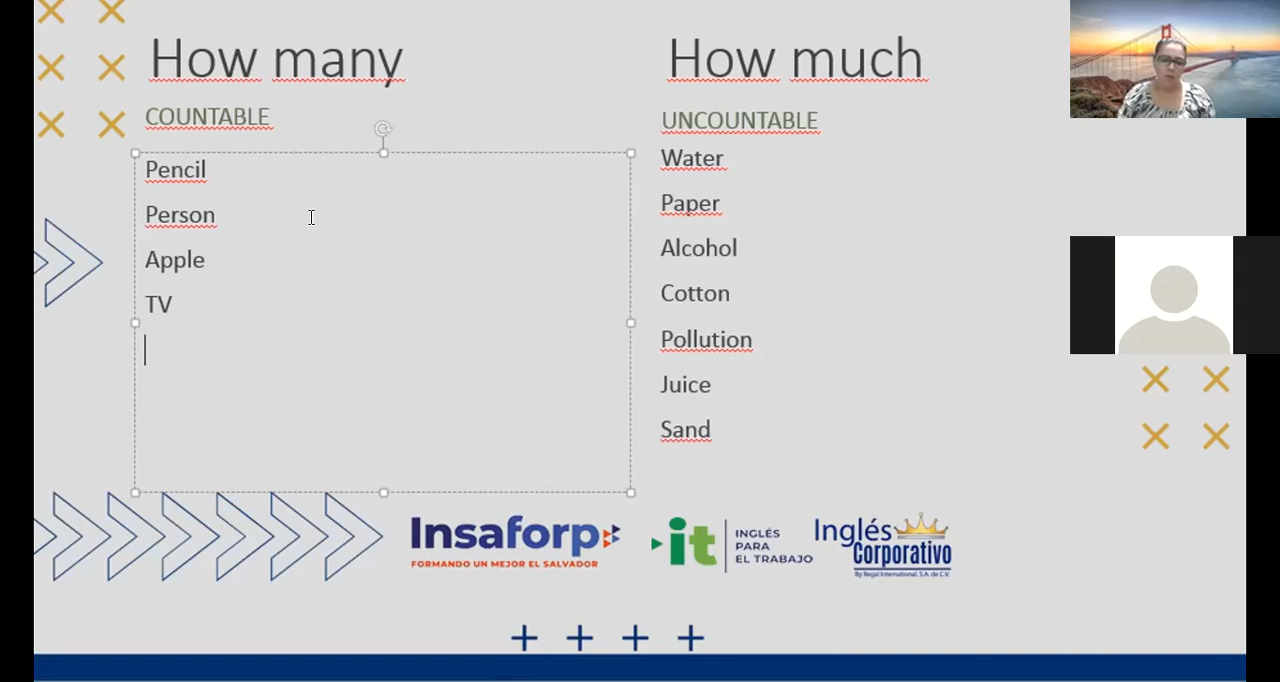 How many
COUNTABLE
Pencil
Person
Apple
TV
How much
UNCOUNTABLE
Water
Paper
Alcohol
Cotton
Pollution
Juice
Sand
Insaforp
FORMANDO UN MEJOR EL SALVADOR
it
INGLÉS
PARA
EL TRABAJO
Inglés
Corporativo
By Regal International, S.A. de C.V.